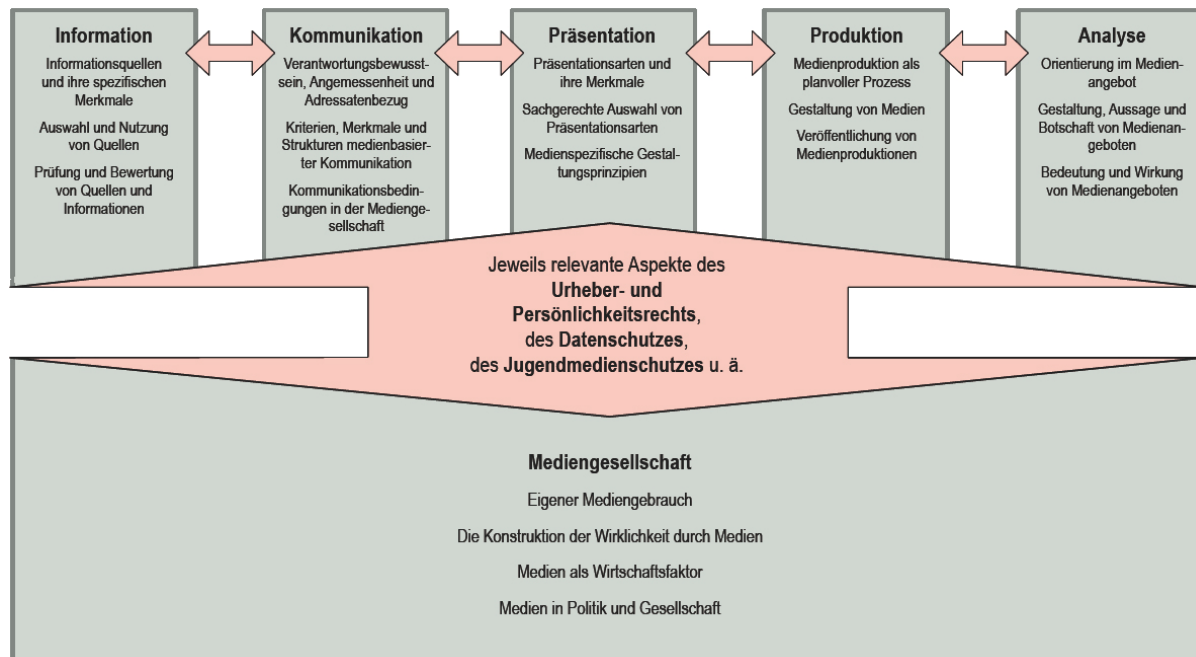 Information
Informationsquellen
und ihre spezifischen
Merkmale
Auswahl und Nutzung
von Quellen
Prüfung und Bewertung
von Quellen und
Informationen
Kommunikation
Verantwortungsbewusst-
sein, Angemessenheit und
Adressatenbezug
Kriterien, Merkmale und
Strukturen medienbasier-
ter Kommunikation
Kommunikationsbedin-
gungen in der Medienge-
sellschaft
Präsentation
Präsentationsarten und
ihre Merkmale
Sachgerechte Auswahl von
Präsentationsarten
Medienspezifische Gestal-
tungsprinzipien
Produktion
Medienproduktion als
planvoller Prozess
Gestaltung von Medien
Veröffentlichung von
Medienproduktionen
Analyse
Orientierung im Medien-
angebot
Gestaltung, Aussage und
Botschaft von Medienan-
geboten
Bedeutung und Wirkung
von Medienangeboten
Jeweils relevante Aspekte des
Urheber- und
Persönlichkeitsrechts,
des Datenschutzes,
des Jugendmedienschutzes u. ä.
Mediengesellschaft
Eigener Mediengebrauch
Die Konstruktion der Wirklichkeit durch Medien
Medien als Wirtschaftsfaktor
Medien in Politik und Gesellschaft